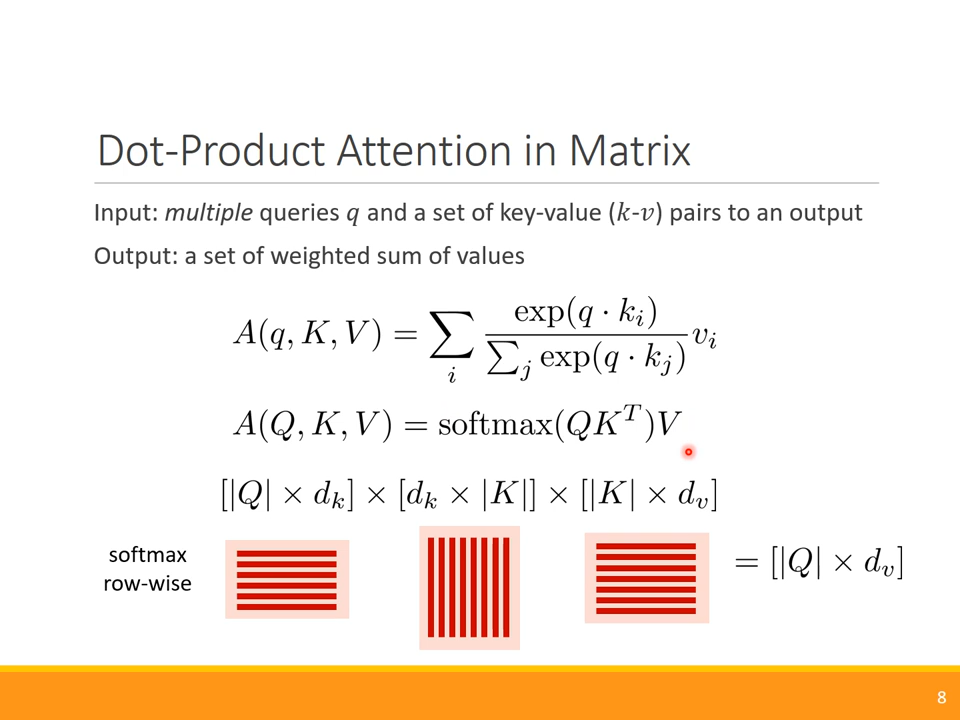 Dot-Product Attention in Matrix
Input: multiple queries q and a set of key-value (k-v) pairs to an output
Output: a set of weighted sum of values
A(q, K, V) = ∑_i exp(q · k_i) / ∑_j exp(q · k_j) v_i
A(Q, K, V) = softmax(QK^T)V
[|Q| × d_k] × [d_k × |K|] × [|K| × d_v]
softmax
row-wise
= [|Q| × d_v]
8